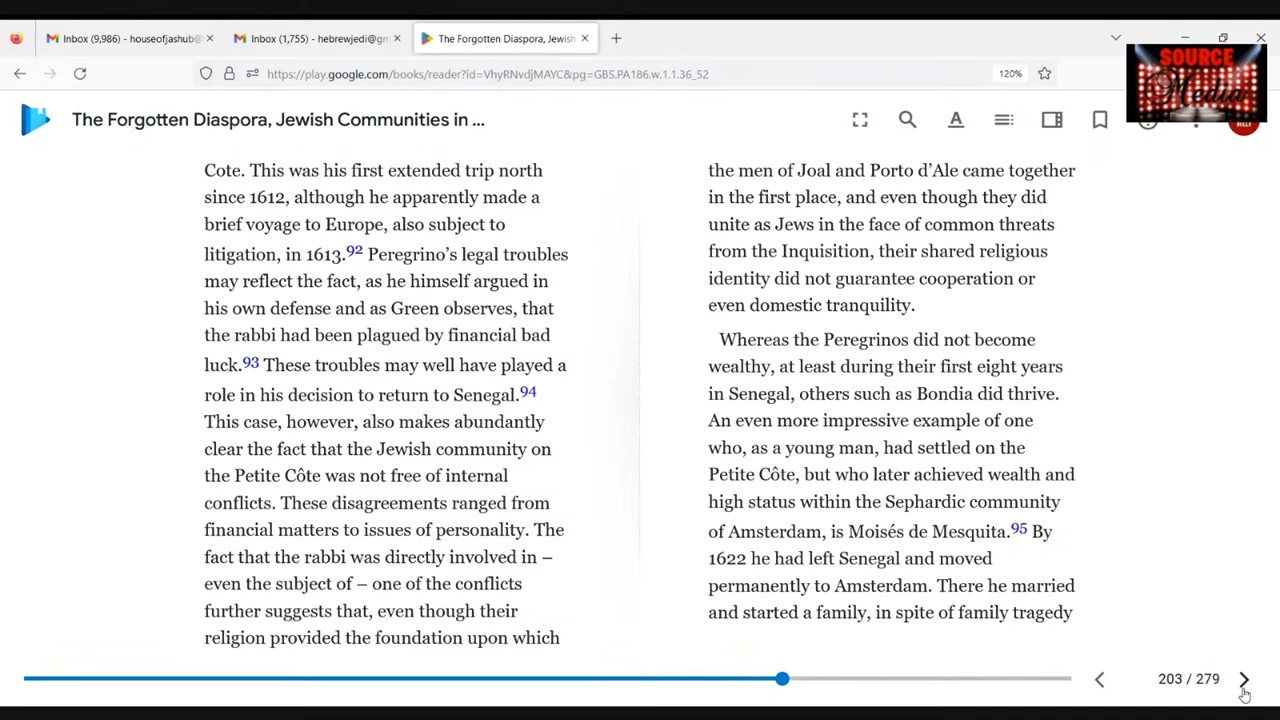 Inbox (9,986) - houseofjashub@
Inbox (1,755) - hebrewjedi@gm
The Forgotten Diaspora, Jewish
https://play.google.com/books/reader?id=VhyRNvdjMAYC&pg=GBS.PA186.w.1.1.36_52
120%
SOURCE
Media
The Forgotten Diaspora, Jewish Communities in ...
Cote. This was his first extended trip north
since 1612, although he apparently made a
brief voyage to Europe, also subject to
litigation, in 1613.92 Peregrino's legal troubles
may reflect the fact, as he himself argued in
his own defense and as Green observes, that
the rabbi had been plagued by financial bad
luck.93 These troubles may well have played a
role in his decision to return to Senegal.94
This case, however, also makes abundantly
clear the fact that the Jewish community on
the Petite Côte was not free of internal
conflicts. These disagreements ranged from
financial matters to issues of personality. The
fact that the rabbi was directly involved in –
even the subject of – one of the conflicts
further suggests that, even though their
religion provided the foundation upon which
the men of Joal and Porto d'Ale came together
in the first place, and even though they did
unite as Jews in the face of common threats
from the Inquisition, their shared religious
identity did not guarantee cooperation or
even domestic tranquility.
Whereas the Peregrinos did not become
wealthy, at least during their first eight years
in Senegal, others such as Bondia did thrive.
An even more impressive example of one
who, as a young man, had settled on the
Petite Côte, but who later achieved wealth and
high status within the Sephardic community
of Amsterdam, is Moisés de Mesquita.95 By
1622 he had left Senegal and moved
permanently to Amsterdam. There he married
and started a family, in spite of family tragedy
203 / 279